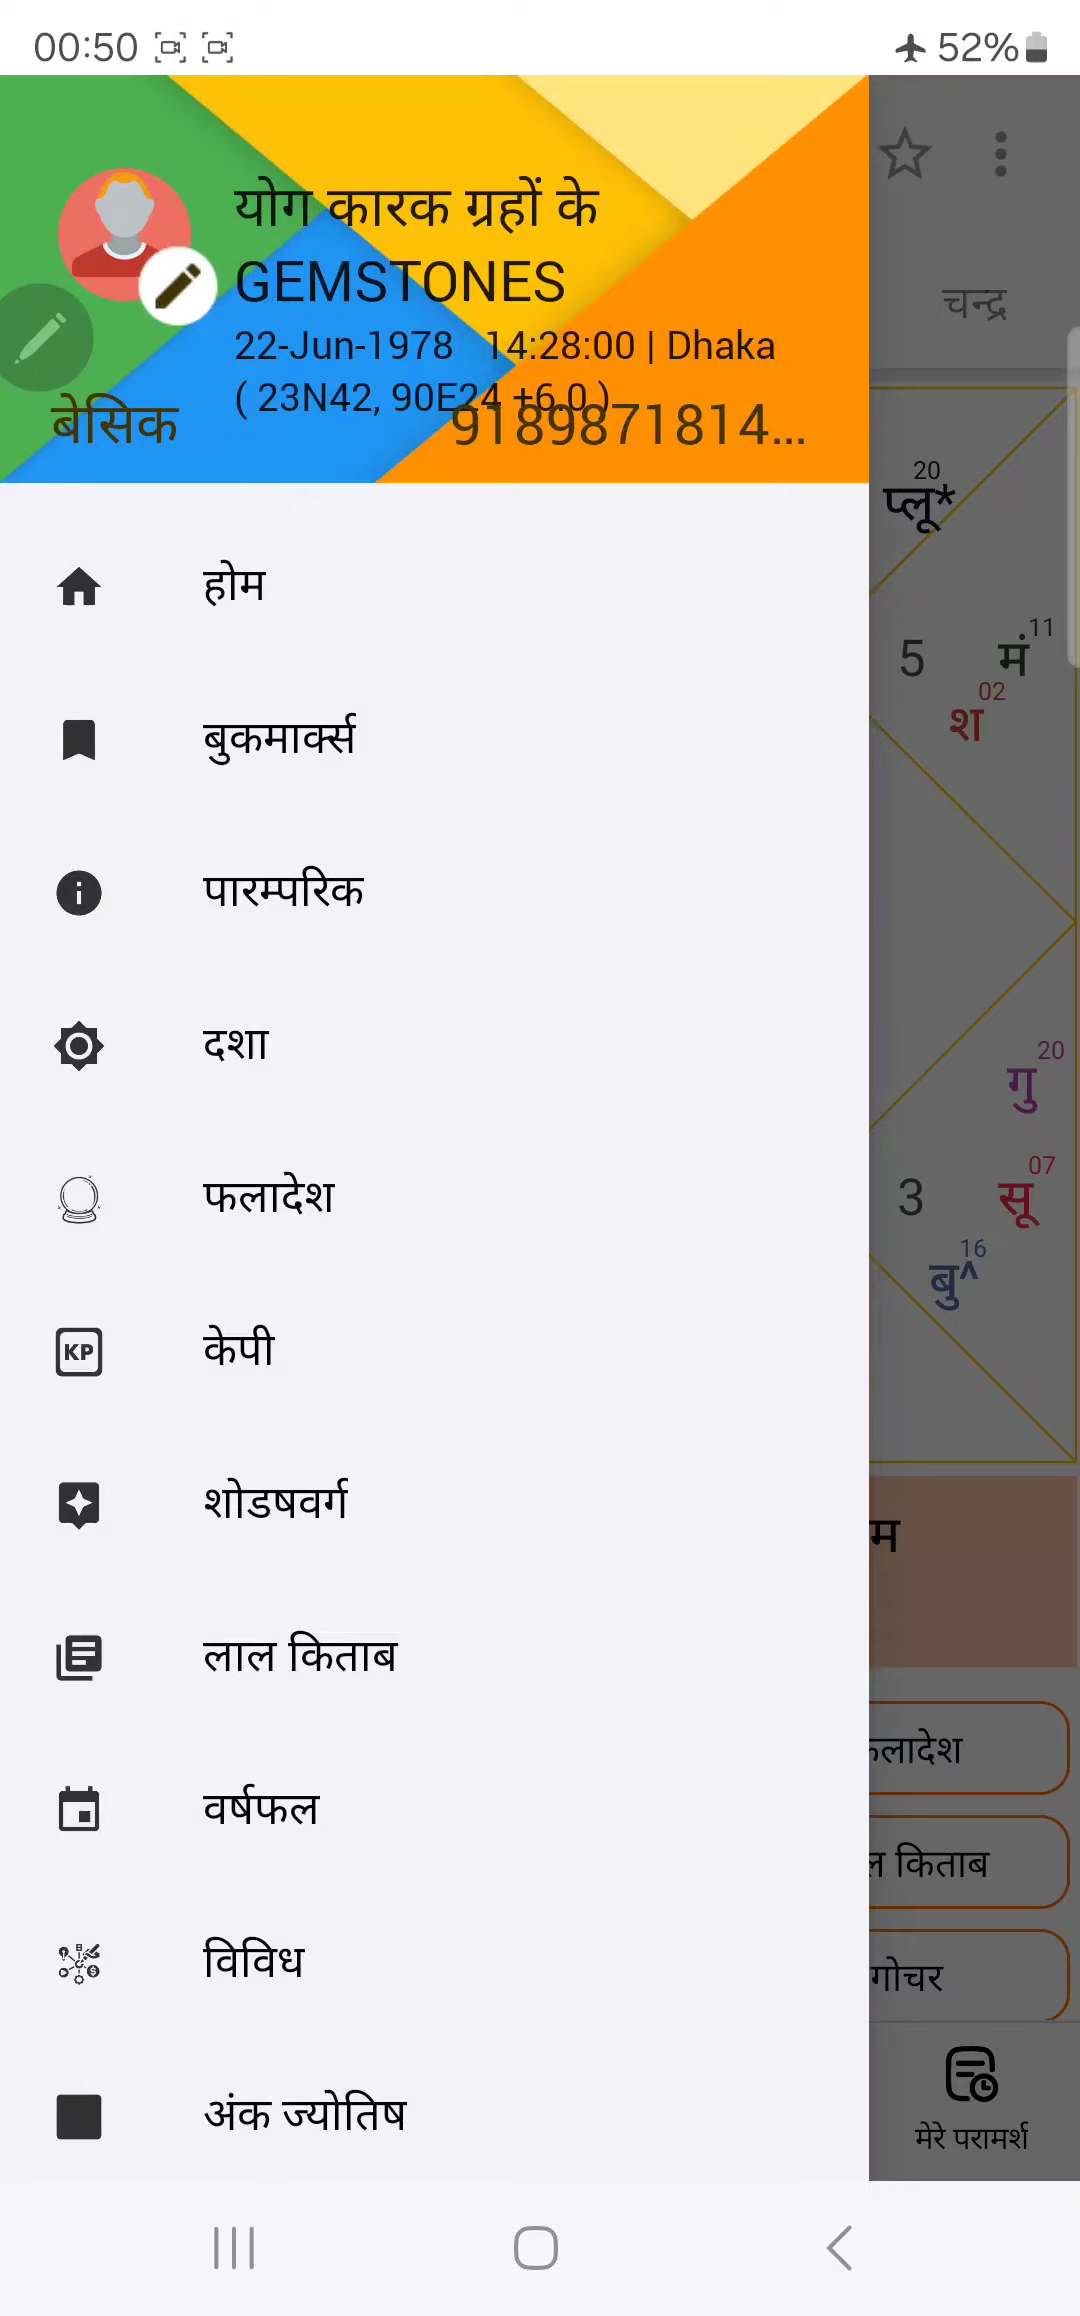 00:50
52%
योग कारक ग्रहों के
GEMSTONES
22-Jun-1978 14:28:00 | Dhaka
( 23N42, 90E24 +6.0 )
बेसिक
9189871814...
चन्द्र
होम
बुकमार्क्स
पारम्परिक
दशा
फलादेश
KP केपी
शोडषवर्ग
लाल किताब
वर्षफल
विविध
अंक ज्योतिष
20
प्लू*
5
मं 11
श 02
गु 20
3
सू 07
बु^ 16
म
लादेश
ल किताब
गोचर
मेरे परामर्श